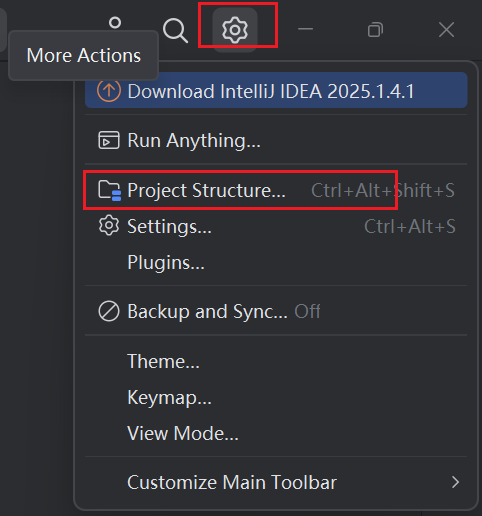 More Actions
Download IntelliJ IDEA 2025.1.4.1
Run Anything...
Project Structure... Ctrl+Alt+Shift+S
Settings... Ctrl+Alt+S
Plugins...
Backup and Sync... Off
Theme...
Keymap...
View Mode...
Customize Main Toolbar